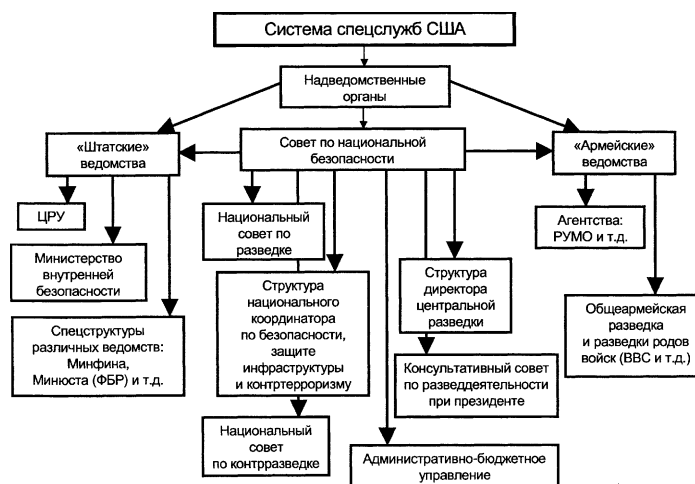 Система спецслужб США
Надведомственные
органы
«Штатские»
ведомства
Совет по национальной
безопасности
«Армейские»
ведомства
ЦРУ
Национальный
совет по
разведке
Агентства:
РУМО и т.д.
Министерство
внутренней
безопасности
Структура
национального
координатора
по безопасности,
защите
инфраструктуры
и контртерроризму
Структура
директора
центральной
разведки
Общеармейская
разведка
и разведки родов
войск (ВВС и т.д.)
Спецструктуры
различных ведомств:
Минфина,
Минюста (ФБР) и т.д.
Консультативный совет
по разведдеятельности
при президенте
Национальный
совет
по контрразведке
Административно-бюджетное
управление